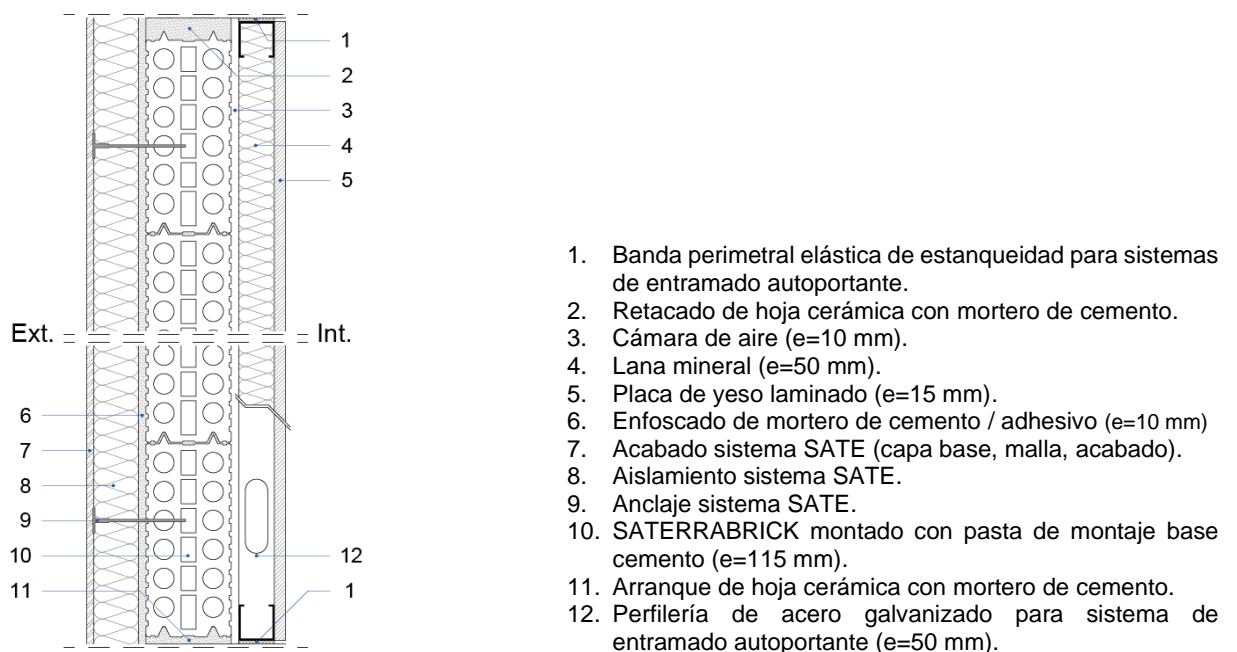 1
2
3
4
5
Ext.
Int.
6
7
8
9
10
11
12
1
1. Banda perimetral elástica de estanqueidad para sistemas
de entramado autoportante.
2. Retacado de hoja cerámica con mortero de cemento.
3. Cámara de aire (e=10 mm).
4. Lana mineral (e=50 mm).
5. Placa de yeso laminado (e=15 mm).
6. Enfoscado de mortero de cemento / adhesivo (e=10 mm)
7. Acabado sistema SATE (capa base, malla, acabado).
8. Aislamiento sistema SATE.
9. Anclaje sistema SATE.
10. SATERRABRICK montado con pasta de montaje base
cemento (e=115 mm).
11. Arranque de hoja cerámica con mortero de cemento.
12. Perfilería de acero galvanizado para sistema de
entramado autoportante (e=50 mm).